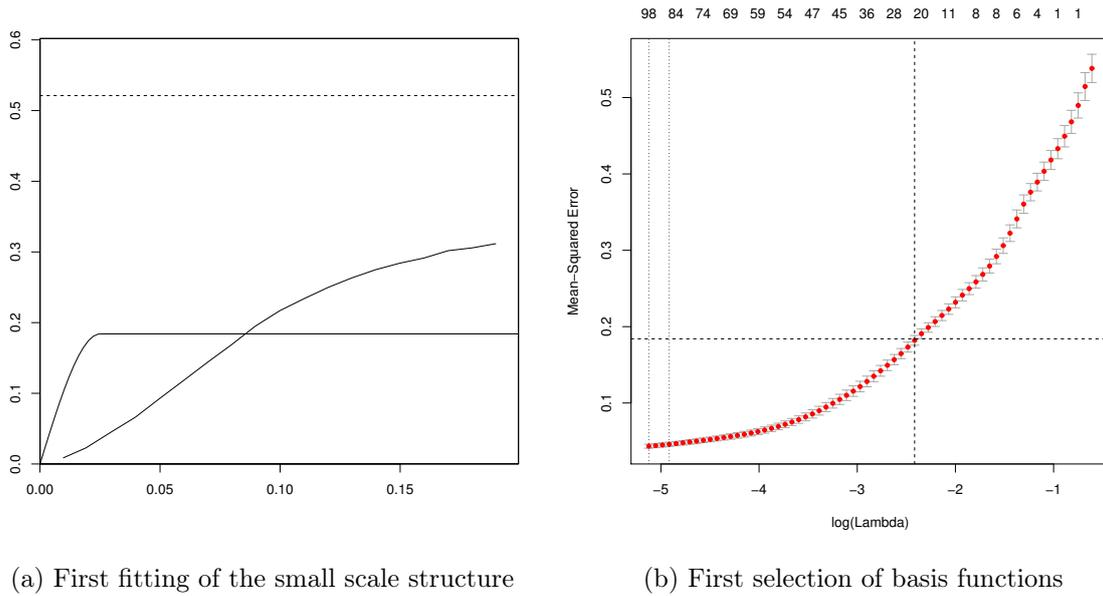 98 84 74 69 59 54 47 45 36 28 20 11 8 8 6 4 1 1
0.6
0.5
0.4
0.3
0.2
0.1
0.0
0.00 0.05 0.10 0.15
Mean−Squared Error
0.5
0.4
0.3
0.2
0.1
−5 −4 −3 −2 −1
log(Lambda)
(a) First fitting of the small scale structure
(b) First selection of basis functions